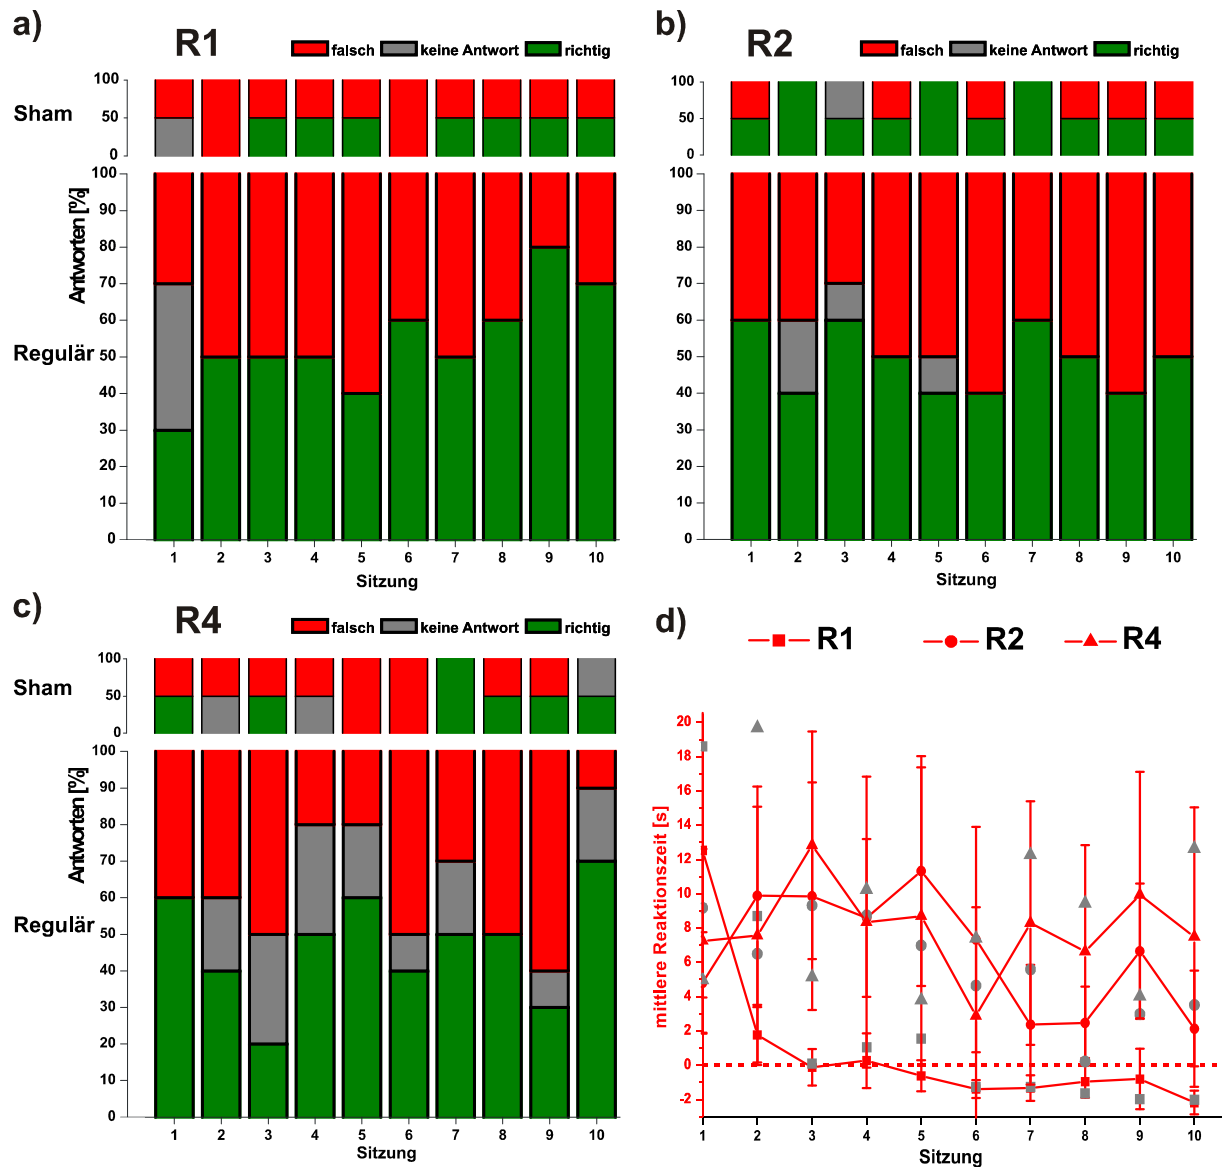 a)
R1
falsch
keine Antwort
richtig
100
50
0
Sham
100
90
80
70
60
50
40
30
20
10
0
Antworten [%]
Regulär
1 2 3 4 5 6 7 8 9 10
Sitzung
b)
R2
falsch
keine Antwort
richtig
100
50
0
100
90
80
70
60
50
40
30
20
10
0
1 2 3 4 5 6 7 8 9 10
Sitzung
c)
R4
falsch
keine Antwort
richtig
100
50
0
Sham
100
90
80
70
60
50
40
30
20
10
0
Antworten [%]
Regulär
1 2 3 4 5 6 7 8 9 10
Sitzung
d)
R1
R2
R4
20
18
16
14
12
10
8
6
4
2
0
-2
mittlere Reaktionszeit [s]
1 2 3 4 5 6 7 8 9 10
Sitzung